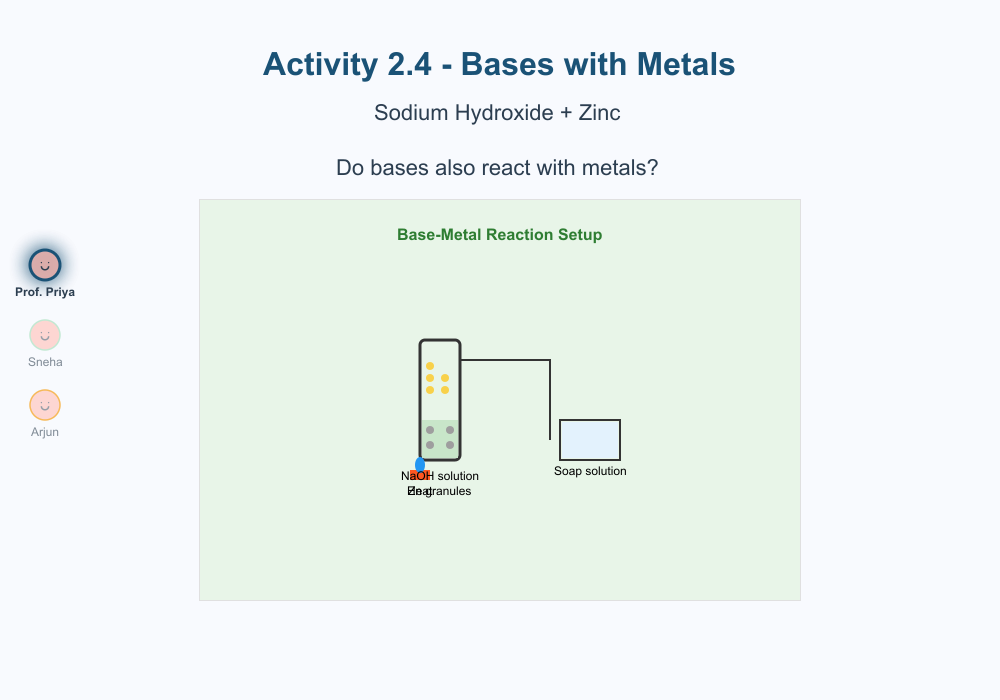 Activity 2.4 - Bases with Metals
Sodium Hydroxide + Zinc
Do bases also react with metals?
Base-Metal Reaction Setup
Prof. Priya
Sneha
Arjun
NaOH solution
Zn granules
Heat
Soap solution